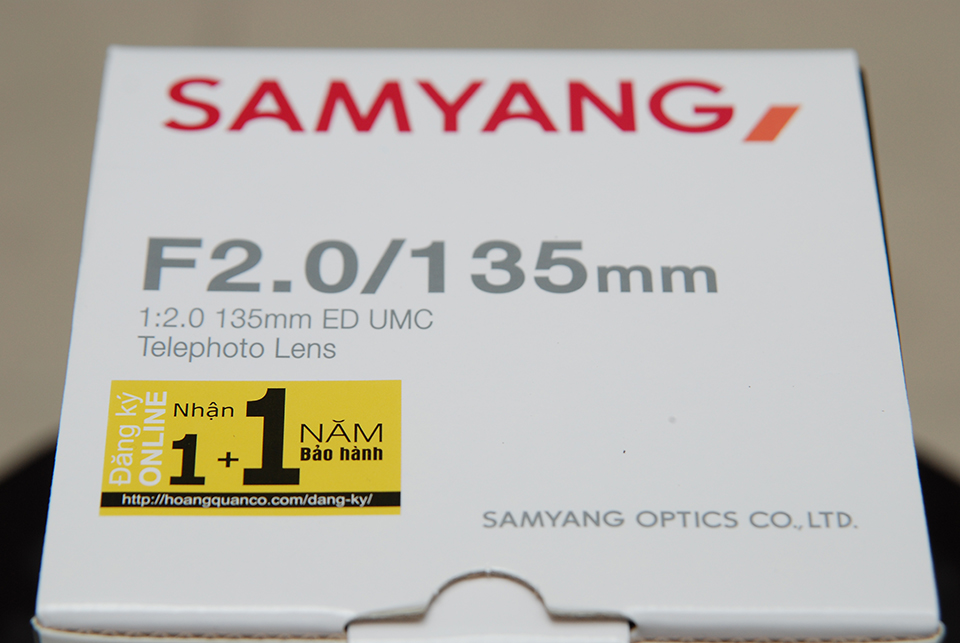 SAMYANG
F2.0/135mm
1:2.0 135mm ED UMC
Telephoto Lens
Đăng ký
ONLINE
Nhận
1+1 NĂM
Bảo hành
http://hoangquanco.com/dang-ky/
SAMYANG OPTICS CO., LTD.